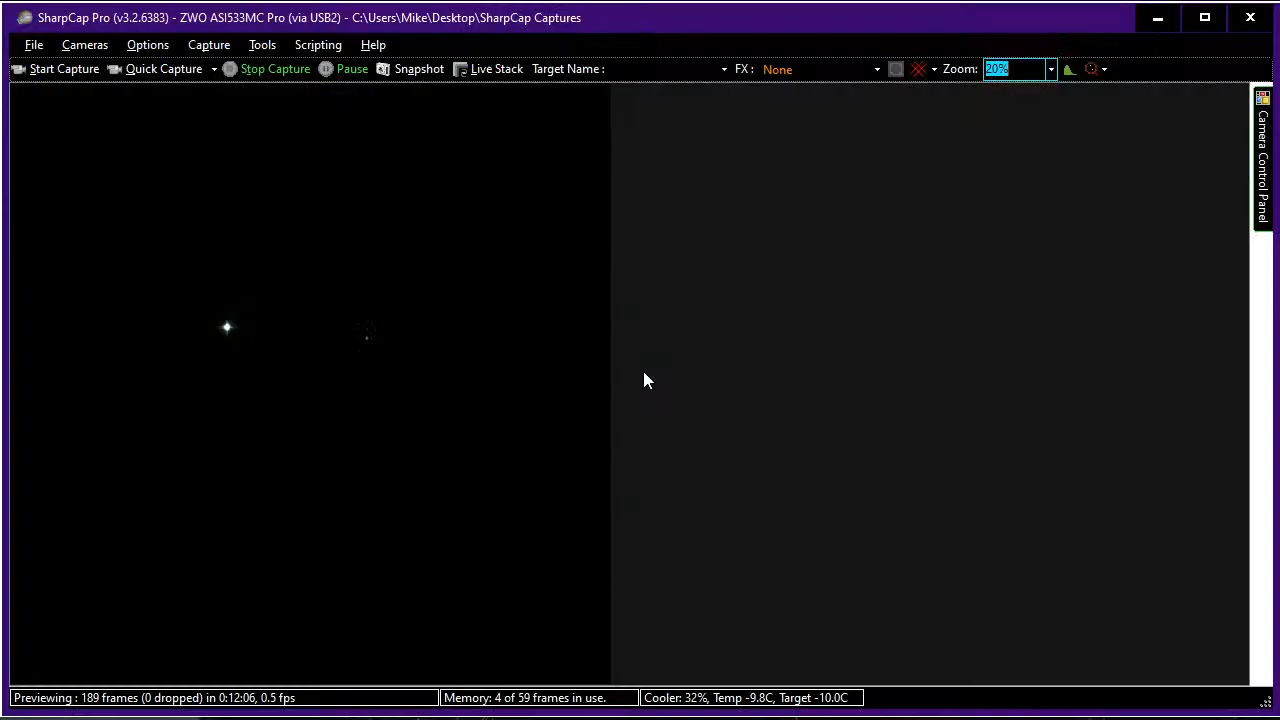 SharpCap Pro (v3.2.6383) - ZWO ASI533MC Pro (via USB2) - C:\Users\Mike\Desktop\SharpCap Captures
File Cameras Options Capture Tools Scripting Help
Start Capture Quick Capture Stop Capture Pause Snapshot Live Stack Target Name : FX : None Zoom: 20%
Camera Control Panel
Previewing : 189 frames (0 dropped) in 0:12:06, 0.5 fps Memory: 4 of 59 frames in use. Cooler: 32%, Temp -9.8C, Target -10.0C